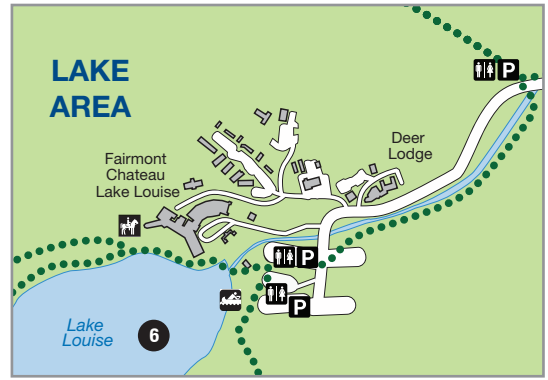 LAKE
AREA
P
Deer
Lodge
Fairmont
Chateau
Lake Louise
P
P
Lake
Louise
6